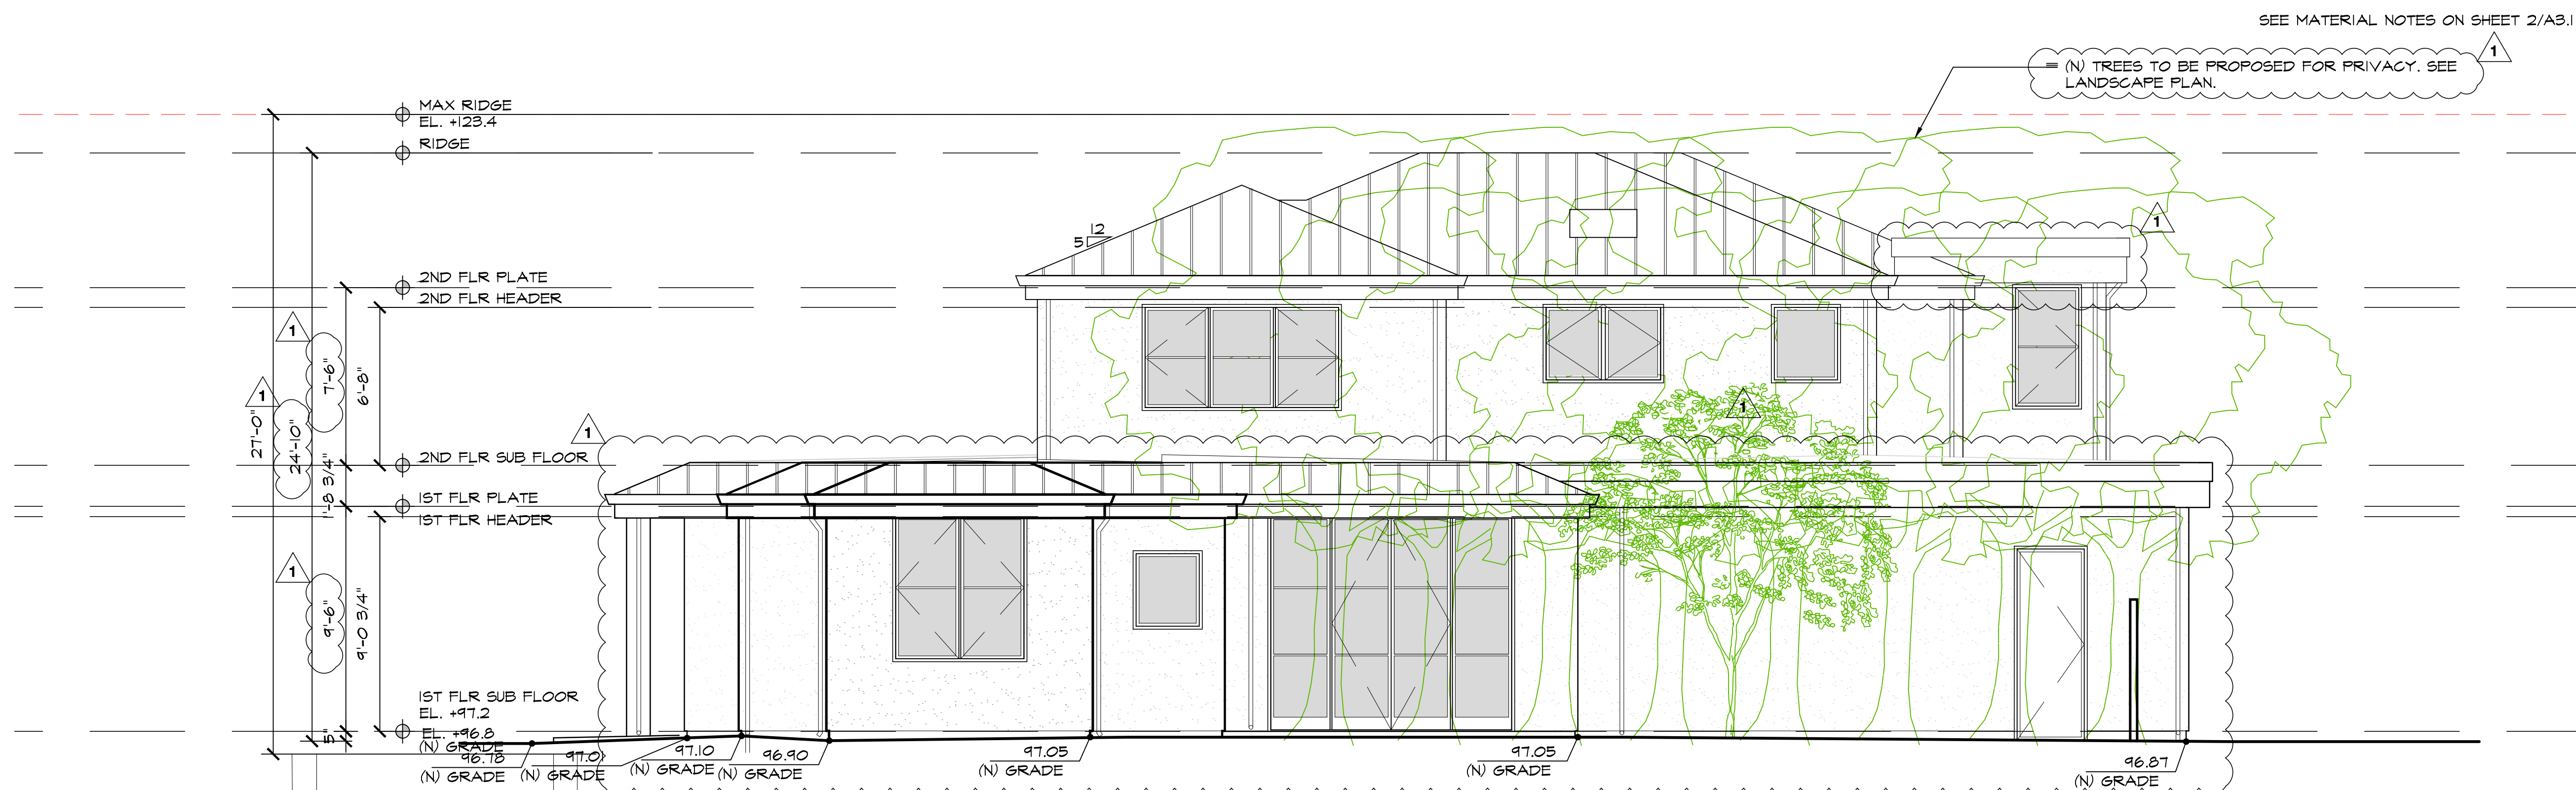 SEE MATERIAL NOTES ON SHEET 2/A3.1
1
(N) TREES TO BE PROPOSED FOR PRIVACY. SEE
LANDSCAPE PLAN.
MAX RIDGE
EL. +123.4
RIDGE
1
12
5
2ND FLR PLATE
2ND FLR HEADER
1
7'-6"
6'-8"
1
27'-0"
24'-10"
1
1
2ND FLR SUB FLOOR
1'-8 3/4"
1ST FLR PLATE
1ST FLR HEADER
1
9'-6"
9'-0 3/4"
1ST FLR SUB FLOOR
EL. +97.2
EL. +96.8
(N) GRADE
5"
96.78
(N) GRADE
97.01
(N) GRADE
97.10
(N) GRADE
96.90
(N) GRADE
97.05
(N) GRADE
97.05
(N) GRADE
96.87
(N) GRADE